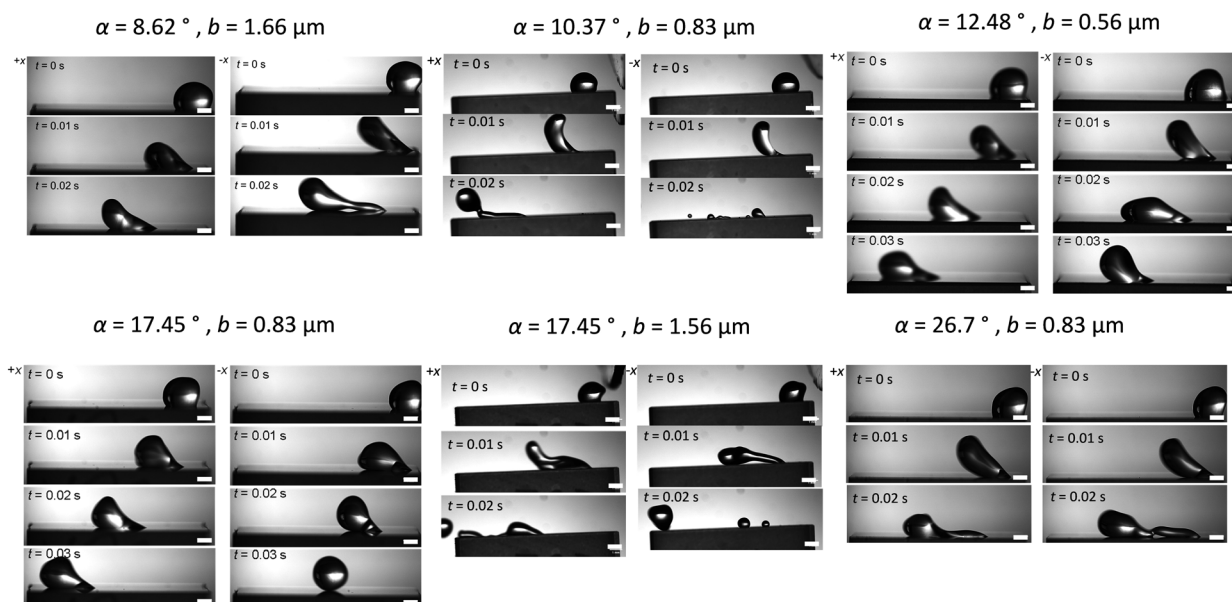 α = 8.62 ° , b = 1.66 µm
+x
t = 0 s
t = 0.01 s
t = 0.02 s
-x
t = 0 s
t = 0.01 s
t = 0.02 s
α = 10.37 ° , b = 0.83 µm
+x
t = 0 s
t = 0.01 s
t = 0.02 s
-x
t = 0 s
t = 0.01 s
t = 0.02 s
α = 12.48 ° , b = 0.56 µm
+x
t = 0 s
t = 0.01 s
t = 0.02 s
t = 0.03 s
-x
t = 0 s
t = 0.01 s
t = 0.02 s
t = 0.03 s
α = 17.45 ° , b = 0.83 µm
+x
t = 0 s
t = 0.01 s
t = 0.02 s
t = 0.03 s
-x
t = 0 s
t = 0.01 s
t = 0.02 s
t = 0.03 s
α = 17.45 ° , b = 1.56 µm
+x
t = 0 s
t = 0.01 s
t = 0.02 s
-x
t = 0 s
t = 0.01 s
t = 0.02 s
α = 26.7 ° , b = 0.83 µm
+x
t = 0 s
t = 0.01 s
t = 0.02 s
-x
t = 0 s
t = 0.01 s
t = 0.02 s